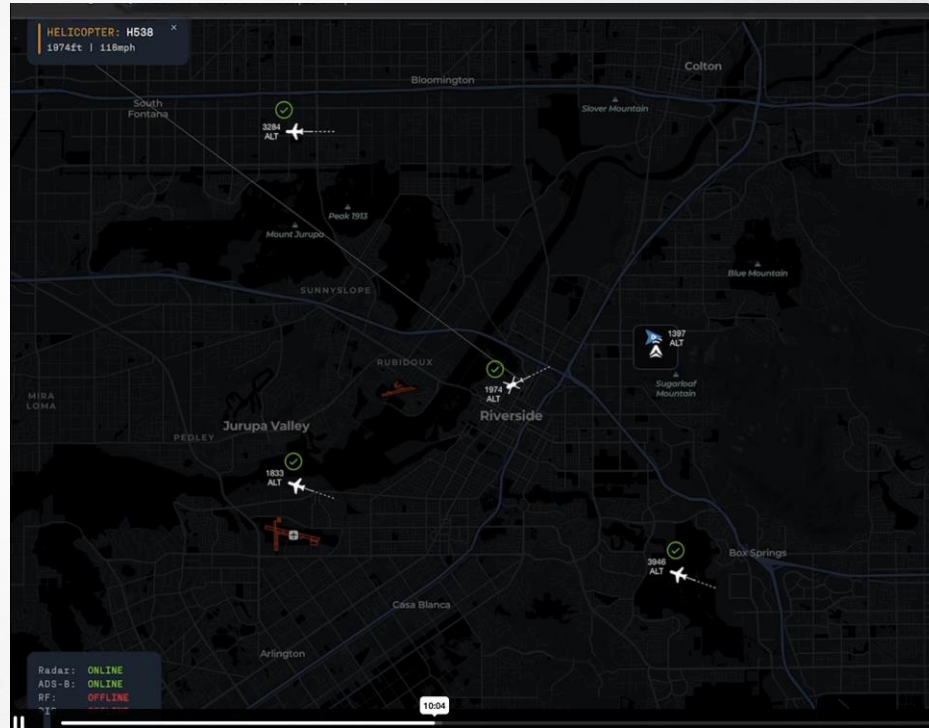 HELICOPTER: H538 ×
1974ft | 116mph
Colton
Bloomington
South
Fontana
Slover Mountain
3284
ALT
Peak 1913
Mount Jurupa
Blue Mountain
SUNNYSLOPE
1397
ALT
RUBIDOUX
1974
ALT
Sugarloaf
Mountain
MIRA
LOMA
Riverside
Jurupa Valley
PEDLEY
1833
ALT
3946
ALT
Box Springs
Casa Blanca
Arlington
Radar: ONLINE
ADS-B: ONLINE
RF: OFFLINE
10:04